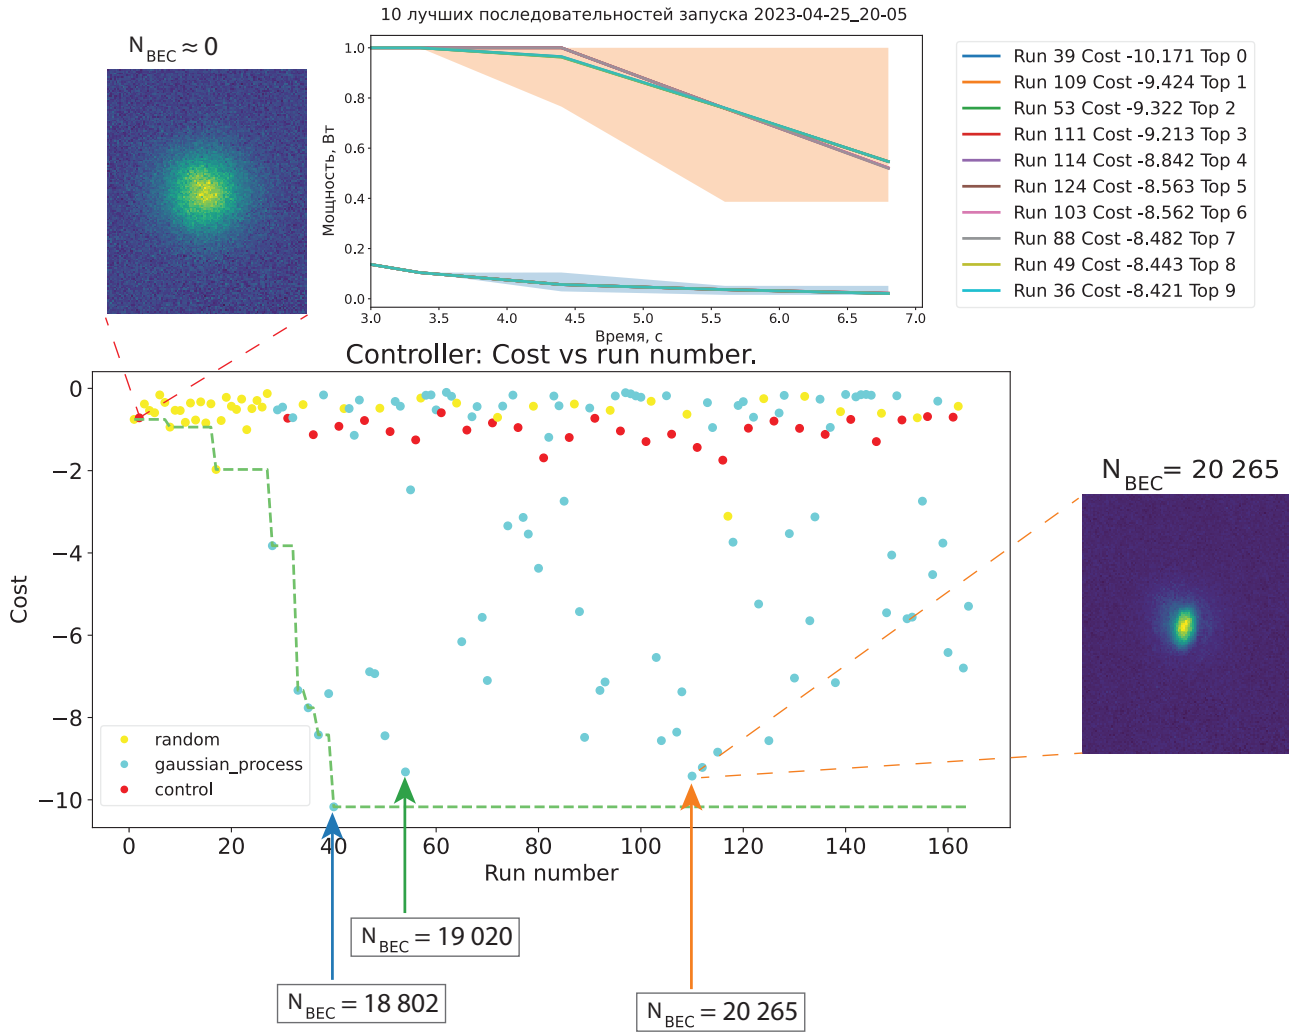 10 лучших последовательностей запуска 2023-04-25_20-05
N_BEC ≈ 0
Мощность, Вт
1.0
0.8
0.6
0.4
0.2
0.0
3.0 3.5 4.0 4.5 5.0 5.5 6.0 6.5 7.0
Время, с
Run 39 Cost -10.171 Top 0
Run 109 Cost -9.424 Top 1
Run 53 Cost -9.322 Top 2
Run 111 Cost -9.213 Top 3
Run 114 Cost -8.842 Top 4
Run 124 Cost -8.563 Top 5
Run 103 Cost -8.562 Top 6
Run 88 Cost -8.482 Top 7
Run 49 Cost -8.443 Top 8
Run 36 Cost -8.421 Top 9
Controller: Cost vs run number.
Cost
0
−2
−4
−6
−8
−10
random
gaussian_process
control
0 20 40 60 80 100 120 140 160
Run number
N_BEC = 20 265
N_BEC = 19 020
N_BEC = 18 802
N_BEC = 20 265